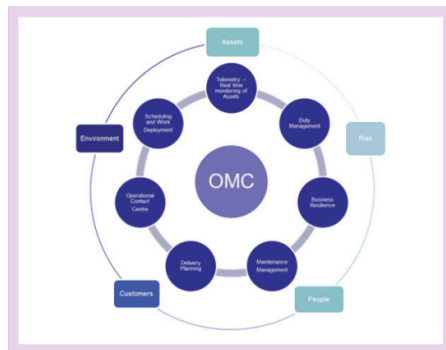 Assets
Telemetry –
Real time
monitoring of
Assets
Scheduling
and Work
Deployment
Duty
Management
Environment
Risk
OMC
Operational
Contact
Centre
Business
Resilience
Delivery
Planning
Maintenance
Management
Customers
People